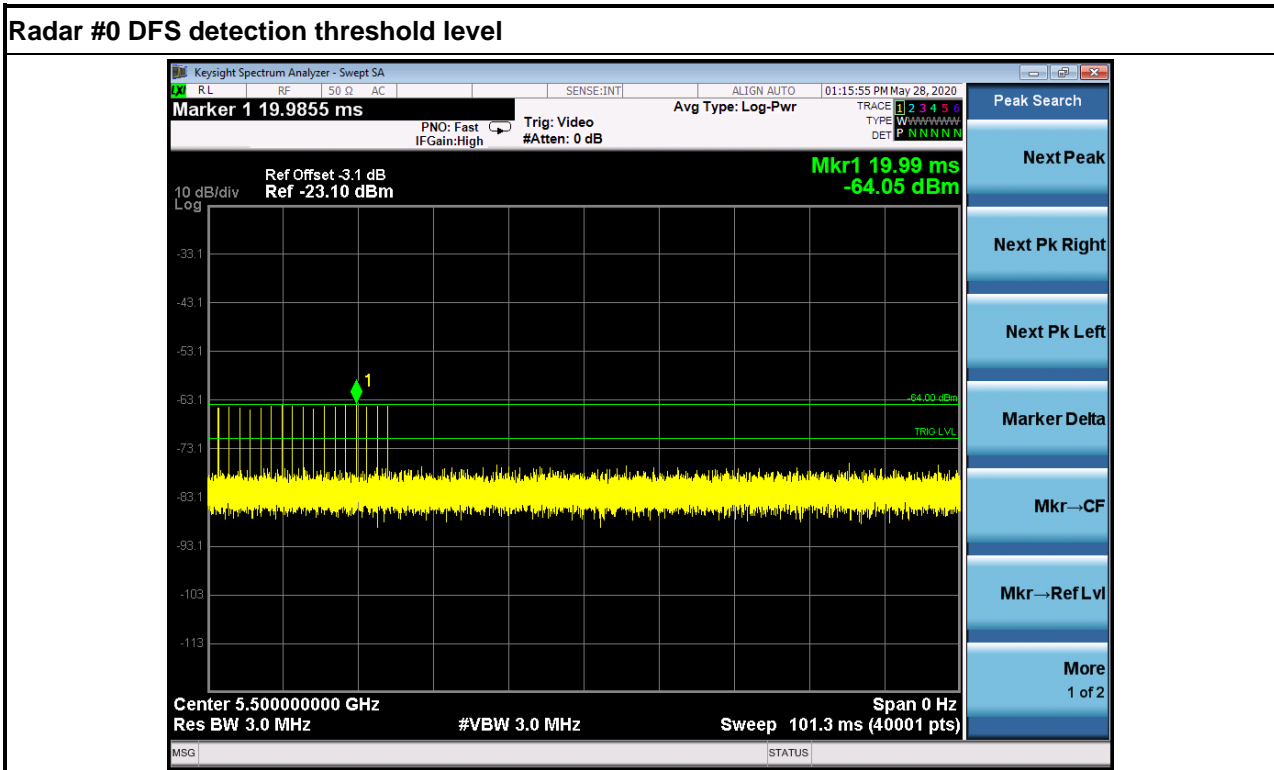 Radar #0 DFS detection threshold level
Keysight Spectrum Analyzer - Swept SA
LXI RL RF 50 Ω AC SENSE:INT ALIGN AUTO 01:15:55 PM May 28, 2020
Marker 1 19.9855 ms
PNO: Fast
IFGain:High
Trig: Video
#Atten: 0 dB
Avg Type: Log-Pwr
TRACE 1 2 3 4 5 6
TYPE WWWWWW
DET P N N N N N
Peak Search
Mkr1 19.99 ms
-64.05 dBm
Ref Offset -3.1 dB
10 dB/div Ref -23.10 dBm
Log
-33.1
-43.1
-53.1
-63.1
-73.1
-83.1
-93.1
-103
-113
1
-64.00 dBm
TRIG LVL
Next Peak
Next Pk Right
Next Pk Left
Marker Delta
Mkr→CF
Mkr→Ref Lvl
More
1 of 2
Center 5.500000000 GHz Span 0 Hz
Res BW 3.0 MHz #VBW 3.0 MHz Sweep 101.3 ms (40001 pts)
MSG STATUS